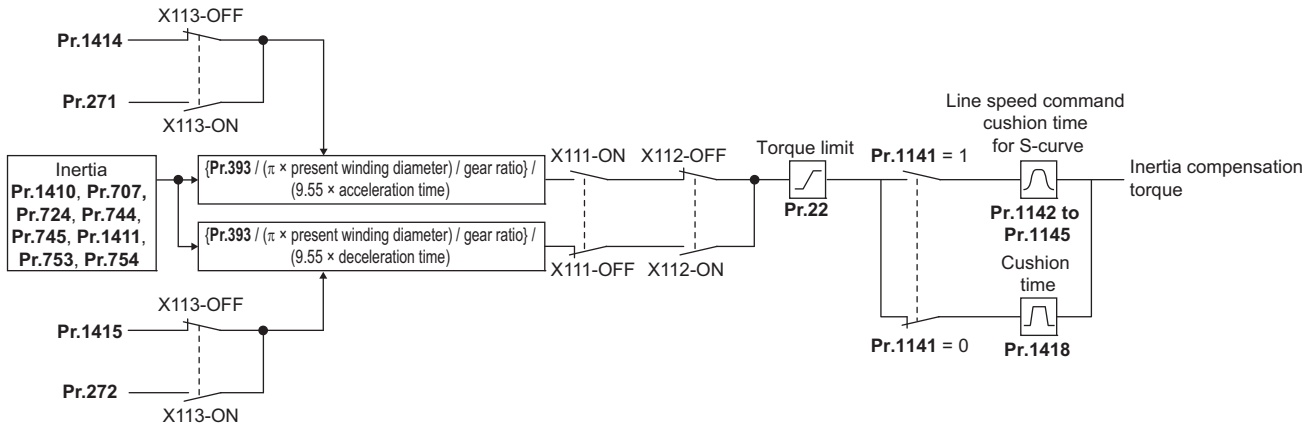 X113-OFF
Pr.1414
Pr.271
X113-ON
Inertia
Pr.1410, Pr.707,
Pr.724, Pr.744,
Pr.745, Pr.1411,
Pr.753, Pr.754
{Pr.393 / (π × present winding diameter) / gear ratio} /
(9.55 × acceleration time)
{Pr.393 / (π × present winding diameter) / gear ratio} /
(9.55 × deceleration time)
X113-OFF
Pr.1415
Pr.272
X113-ON
X111-ON
X112-OFF
X111-OFF
X112-ON
Torque limit
Pr.22
Pr.1141 = 1
Pr.1141 = 0
Line speed command
cushion time
for S-curve
Pr.1142 to
Pr.1145
Cushion
time
Pr.1418
Inertia compensation
torque